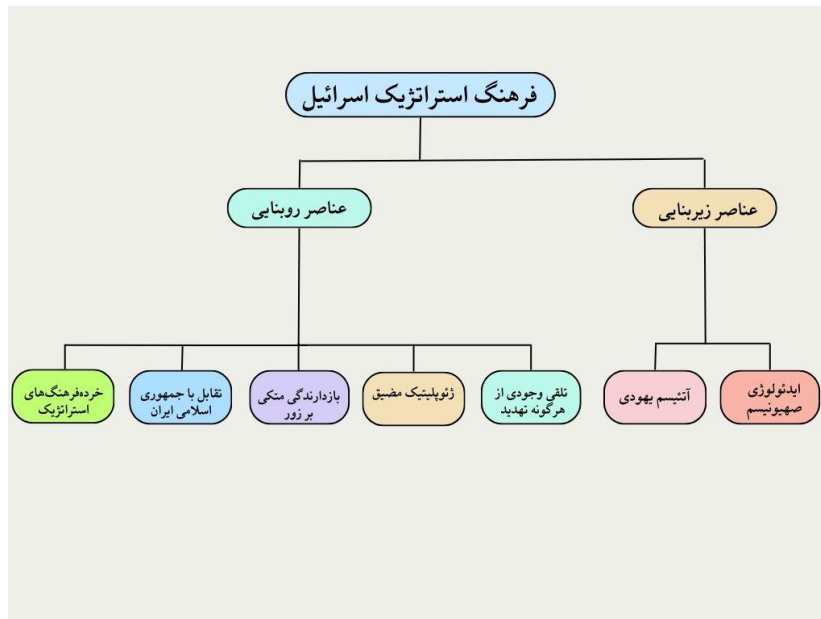 فرهنگ استراتژیک اسرائیل
عناصر زیربنایی
عناصر روبنایی
ایدئولوژی
صهیونیسم
آتئیسم یهودی
تلقی وجودی از
هرگونه تهدید
ژئوپلیتیک مضیق
بازدارندگی متکی
بر زور
تقابل با جمهوری
اسلامی ایران
خرده‌فرهنگ‌های
استراتژیک